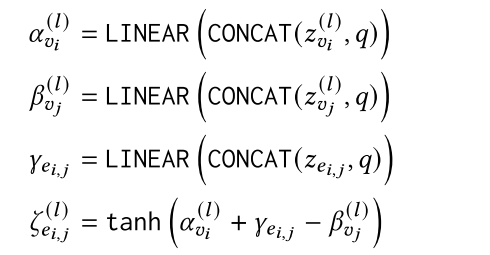 α_{v_i}^{(l)} = LINEAR(CONCAT(z_{v_i}^{(l)}, q))
β_{v_j}^{(l)} = LINEAR(CONCAT(z_{v_j}^{(l)}, q))
γ_{e_{i,j}} = LINEAR(CONCAT(z_{e_{i,j}}, q))
ζ_{e_{i,j}}^{(l)} = tanh(α_{v_i}^{(l)} + γ_{e_{i,j}} − β_{v_j}^{(l)})